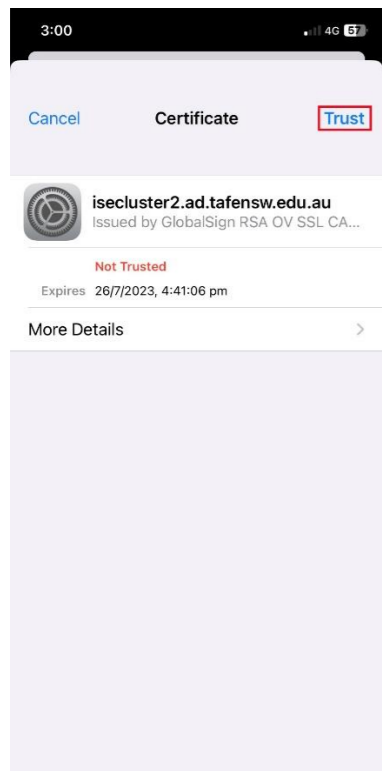 3:00 4G 57
Cancel Certificate Trust
isecluster2.ad.tafensw.edu.au
Issued by GlobalSign RSA OV SSL CA...
Not Trusted
Expires 26/7/2023, 4:41:06 pm
More Details